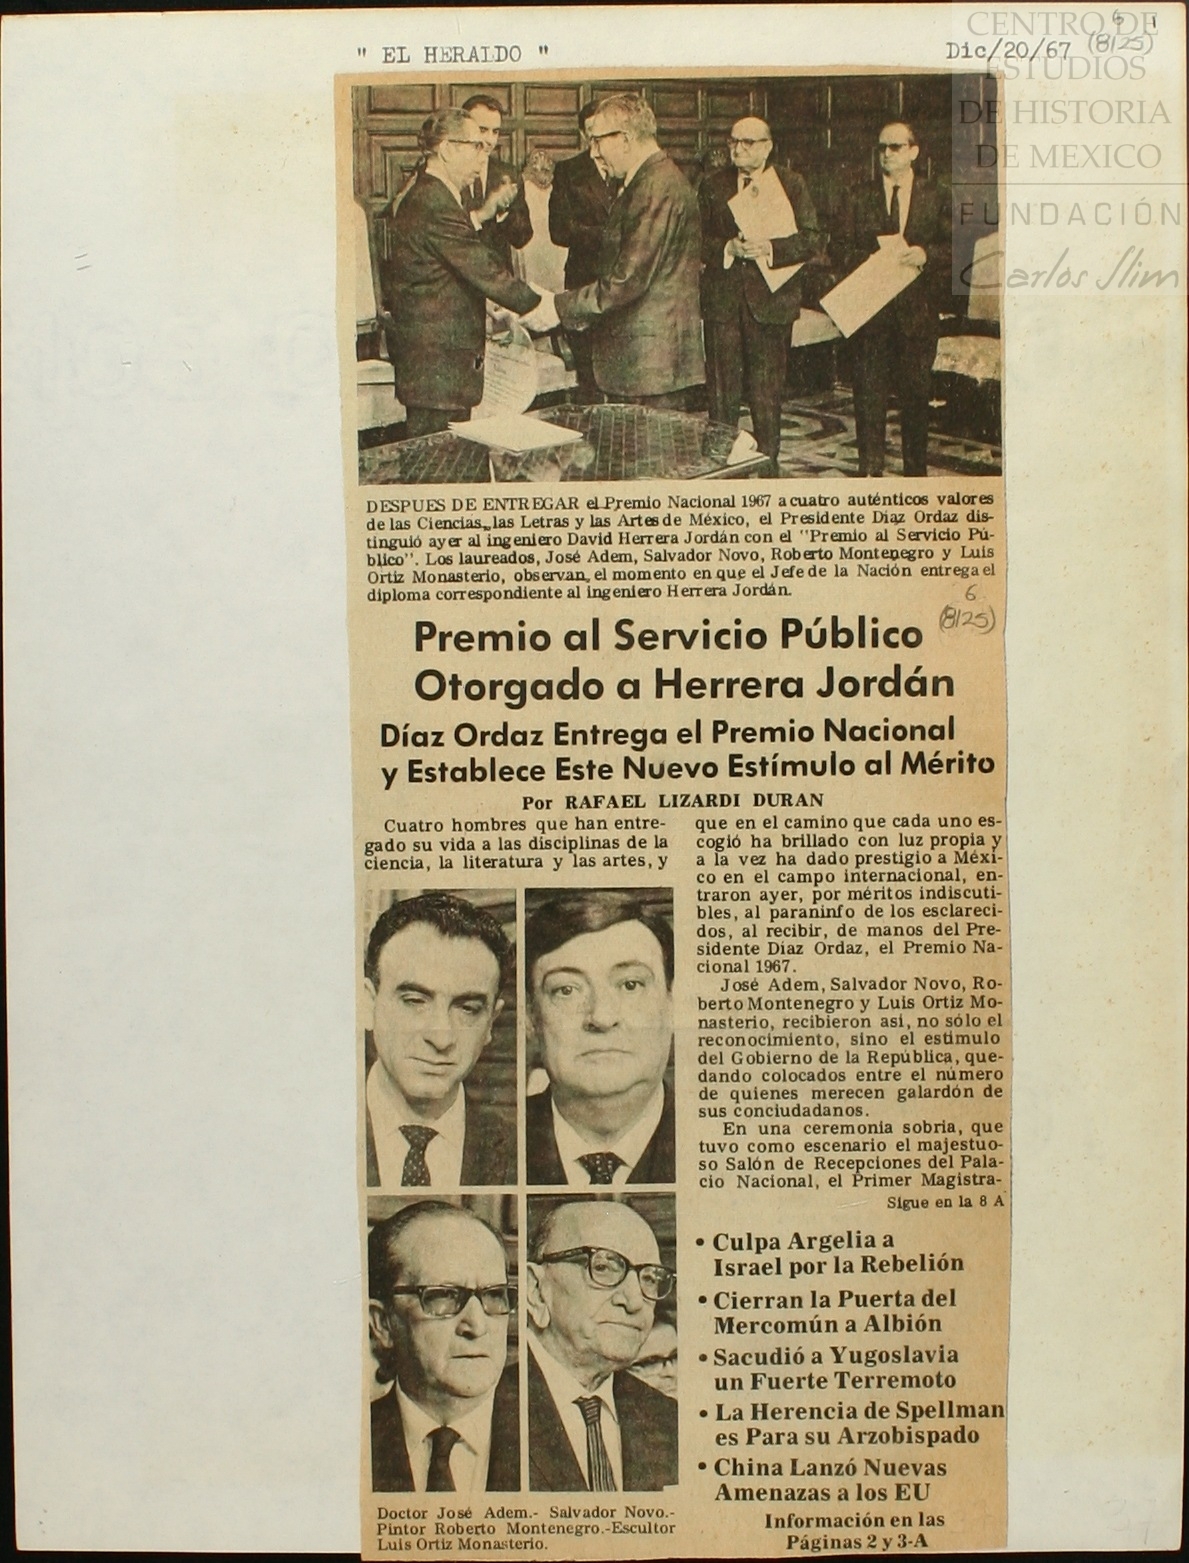 " EL HERALDO "
Dic/20/67
6
(8125)
CENTRO DE
ESTUDIOS
DE HISTORIA
DE MEXICO
FUNDACIÓN
Carlos Slim
DESPUES DE ENTREGAR el Premio Nacional 1967 a cuatro auténticos valores
de las Ciencias, las Letras y las Artes de México, el Presidente Díaz Ordaz dis-
tinguió ayer al ingeniero David Herrera Jordán con el "Premio al Servicio Pú-
blico". Los laureados, José Adem, Salvador Novo, Roberto Montenegro y Luis
Ortiz Monasterio, observan, el momento en que el Jefe de la Nación entrega el
diploma correspondiente al ingeniero Herrera Jordán.
6
(8125)
Premio al Servicio Público
Otorgado a Herrera Jordán
Díaz Ordaz Entrega el Premio Nacional
y Establece Este Nuevo Estímulo al Mérito
Por RAFAEL LIZARDI DURAN
Cuatro hombres que han entre-
gado su vida a las disciplinas de la
ciencia, la literatura y las artes, y
que en el camino que cada uno es-
cogió ha brillado con luz propia y
a la vez ha dado prestigio a Méxi-
co en el campo internacional, en-
traron ayer, por méritos indiscuti-
bles, al paraninfo de los esclareci-
dos, al recibir, de manos del Pre-
sidente Díaz Ordaz, el Premio Na-
cional 1967.
José Adem, Salvador Novo, Ro-
berto Montenegro y Luis Ortiz Mo-
nasterio, recibieron así, no sólo el
reconocimiento, sino el estímulo
del Gobierno de la República, que-
dando colocados entre el número
de quienes merecen galardón de
sus conciudadanos.
En una ceremonia sobria, que
tuvo como escenario el majestuo-
so Salón de Recepciones del Pala-
cio Nacional, el Primer Magistra-
Sigue en la 8 A
• Culpa Argelia a
Israel por la Rebelión
• Cierran la Puerta del
Mercomún a Albión
• Sacudió a Yugoslavia
un Fuerte Terremoto
• La Herencia de Spellman
es Para su Arzobispado
• China Lanzó Nuevas
Amenazas a los EU
Información en las
Páginas 2 y 3-A
Doctor José Adem.- Salvador Novo.-
Pintor Roberto Montenegro.-Escultor
Luis Ortiz Monasterio.